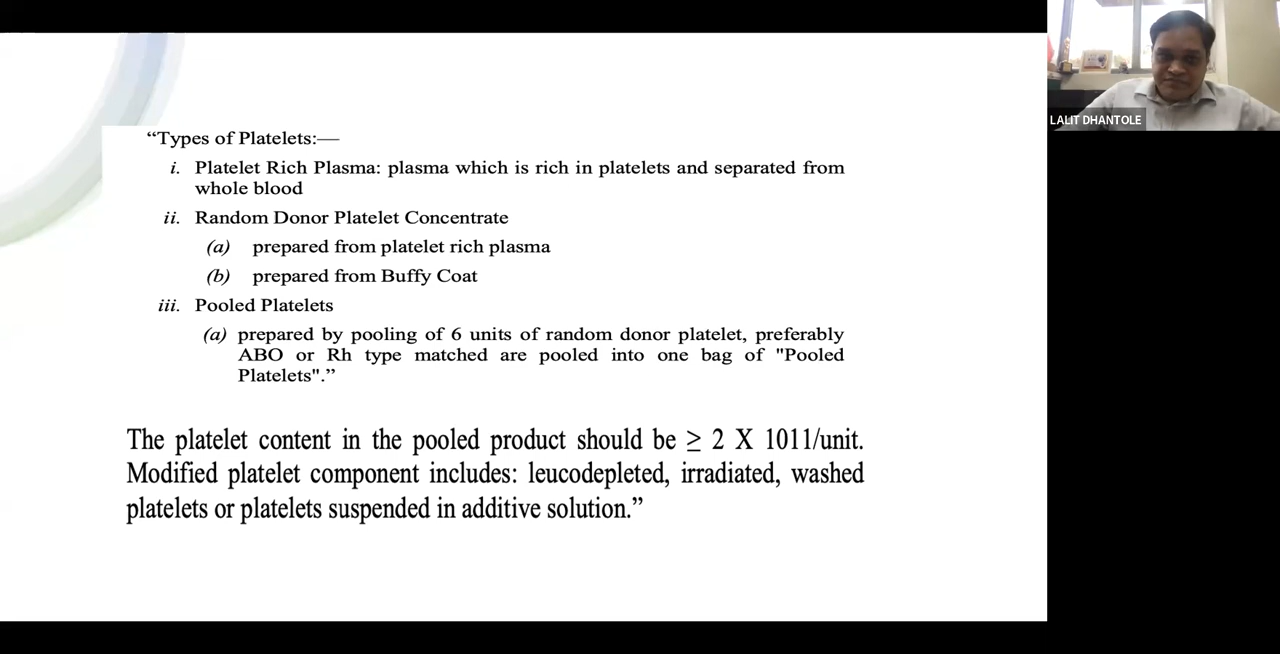 “Types of Platelets:—
i. Platelet Rich Plasma: plasma which is rich in platelets and separated from
whole blood
ii. Random Donor Platelet Concentrate
(a) prepared from platelet rich plasma
(b) prepared from Buffy Coat
iii. Pooled Platelets
(a) prepared by pooling of 6 units of random donor platelet, preferably
ABO or Rh type matched are pooled into one bag of "Pooled
Platelets".”
The platelet content in the pooled product should be ≥ 2 X 1011/unit.
Modified platelet component includes: leucodepleted, irradiated, washed
platelets or platelets suspended in additive solution.”
LALIT DHANTOLE